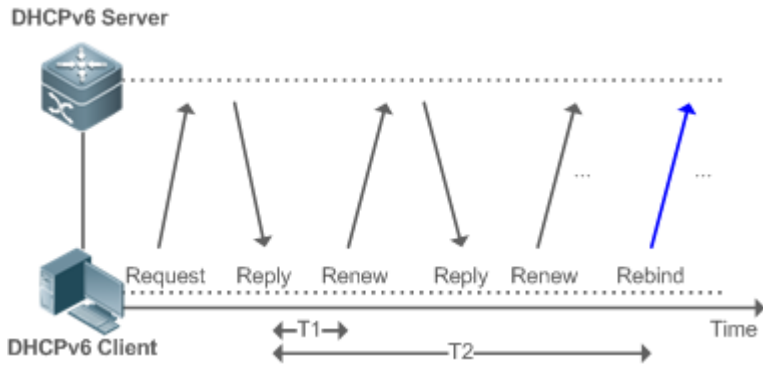 DHCPv6 Server
...
...
Request Reply Renew Reply Renew Rebind
T1
Time
T2
DHCPv6 Client